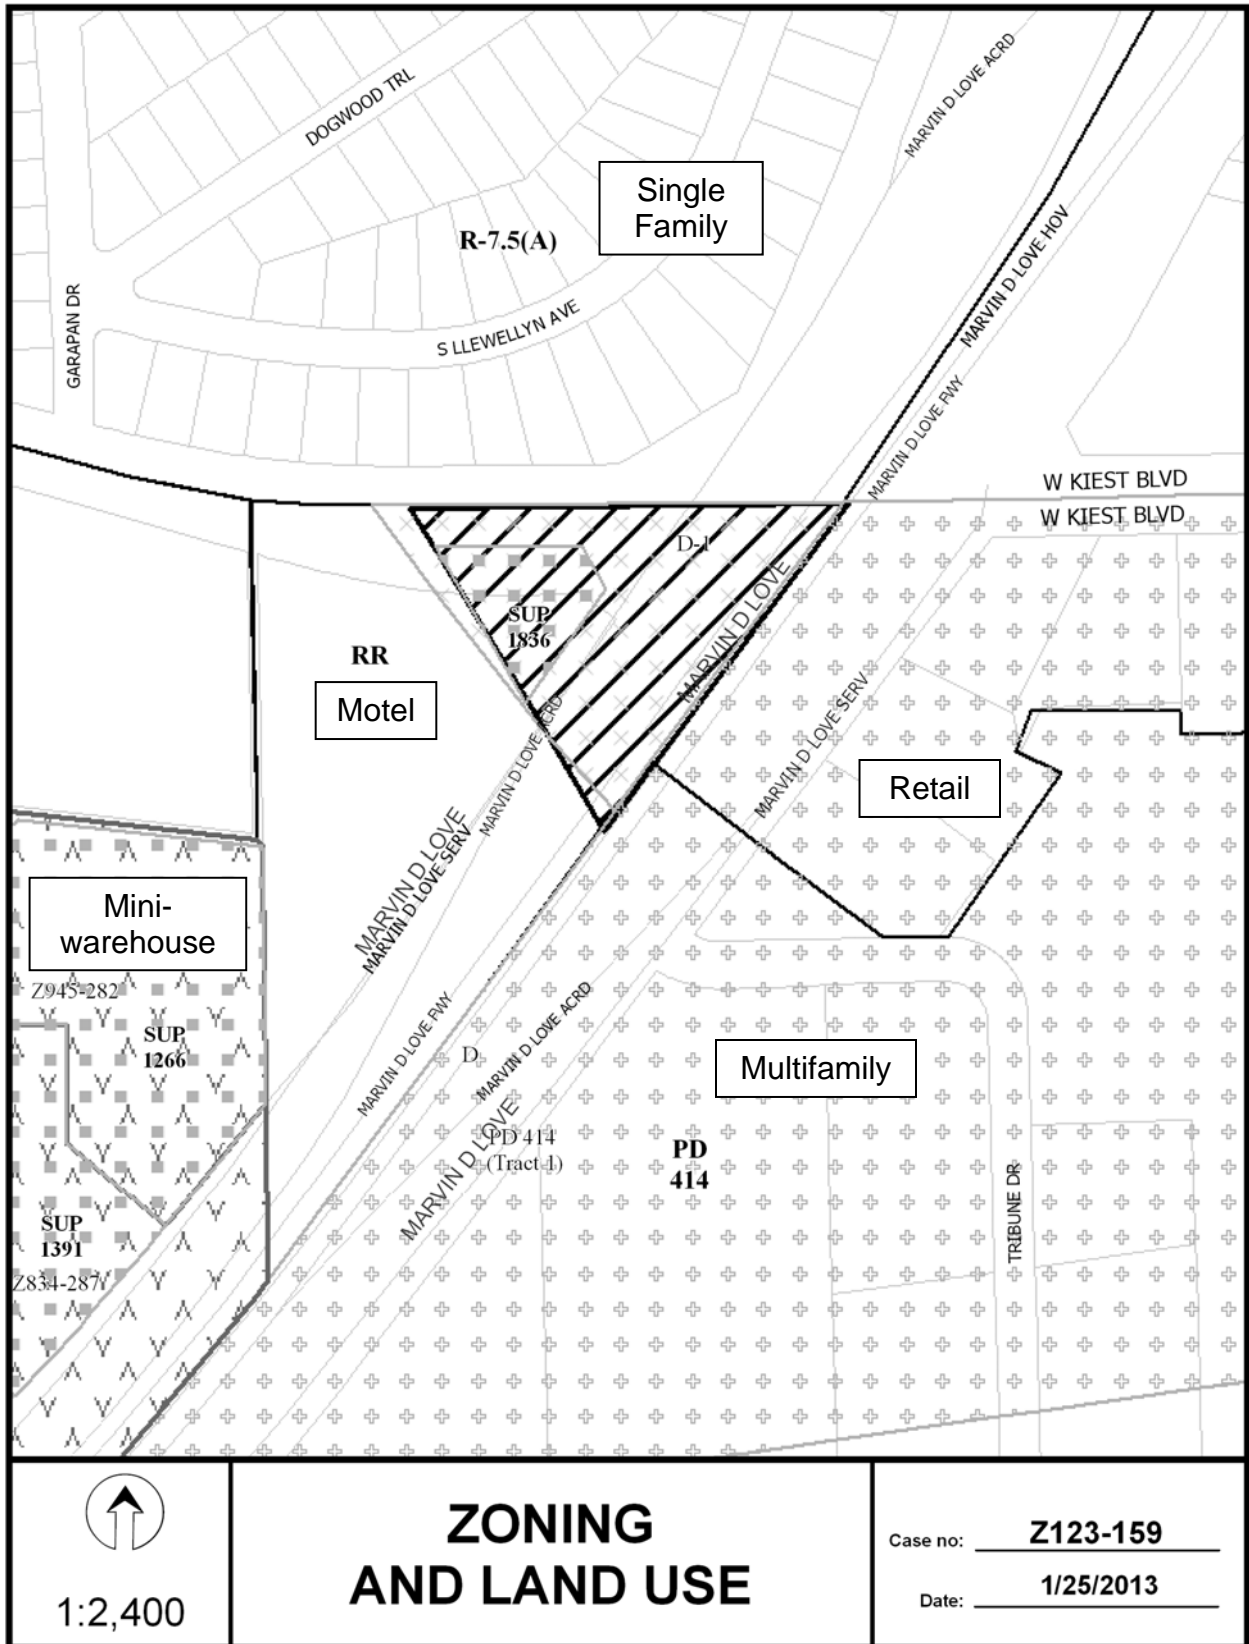 MARVIN D LOVE ACRD
DOGWOOD TRL
Single
Family
R-7.5(A)
MARVIN D LOVE HOV
GARAPAN DR
S LLEWELLYN AVE
MARVIN D LOVE FWY
W KIEST BLVD
W KIEST BLVD
D-1
SUP
1836
MARVIN D LOVE
RR
Motel
MARVIN D LOVE ACRD
MARVIN D LOVE SERV
Retail
MARVIN D LOVE
MARVIN D LOVE SERV
Mini-
warehouse
Z945-282
SUP
1266
MARVIN D LOVE FWY
D
MARVIN D LOVE ACRD
Multifamily
MARVIN D LOVE
PD 414
(Tract 1)
PD
414
TRIBUNE DR
SUP
1391
Z834-287
1:2,400
ZONING
AND LAND USE
Case no: Z123-159
Date: 1/25/2013